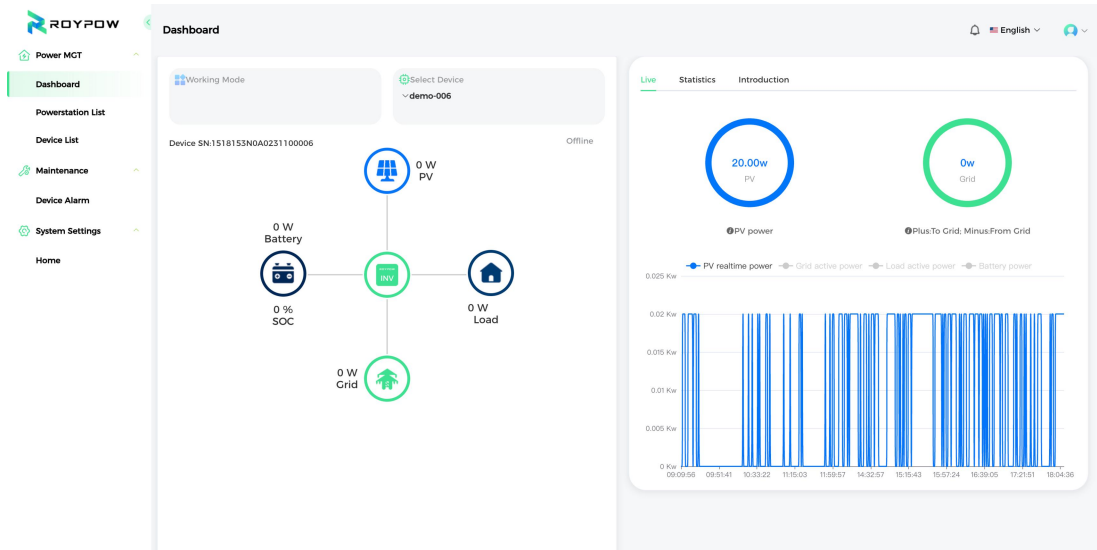 ROYPOW
Dashboard
English
Power MGT
Dashboard
Powerstation List
Device List
Maintenance
Device Alarm
System Settings
Home
Working Mode
Select Device
demo-006
Device SN:1518153N0A0231100006
Offline
0 W
PV
0 W
Battery
INV
0 %
SOC
0 W
Load
0 W
Grid
Live Statistics Introduction
20.00w
PV
0w
Grid
PV power
Plus:To Grid; Minus:From Grid
PV realtime power Grid active power Load active power Battery power
0.025 Kw
0.02 Kw
0.015 Kw
0.01 Kw
0.005 Kw
0 Kw
09:09:56 09:51:41 10:33:22 11:15:03 11:59:57 14:32:57 15:15:43 15:57:24 16:39:05 17:21:51 18:04:36